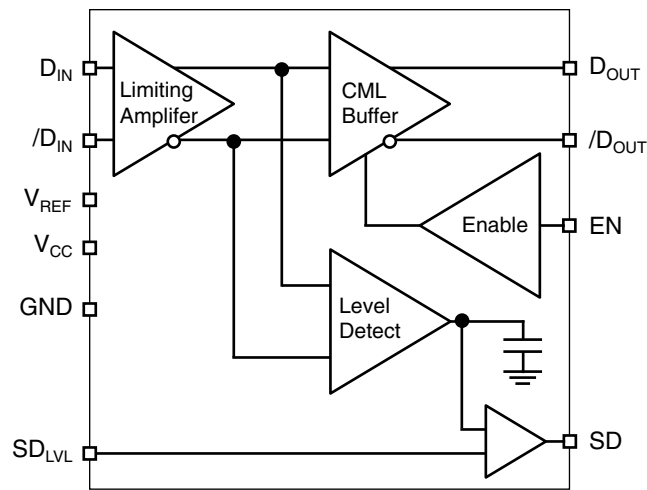 D_IN
/D_IN
V_REF
V_CC
GND
SD_LVL
Limiting
Amplifer
CML
Buffer
Enable
Level
Detect
D_OUT
/D_OUT
EN
SD